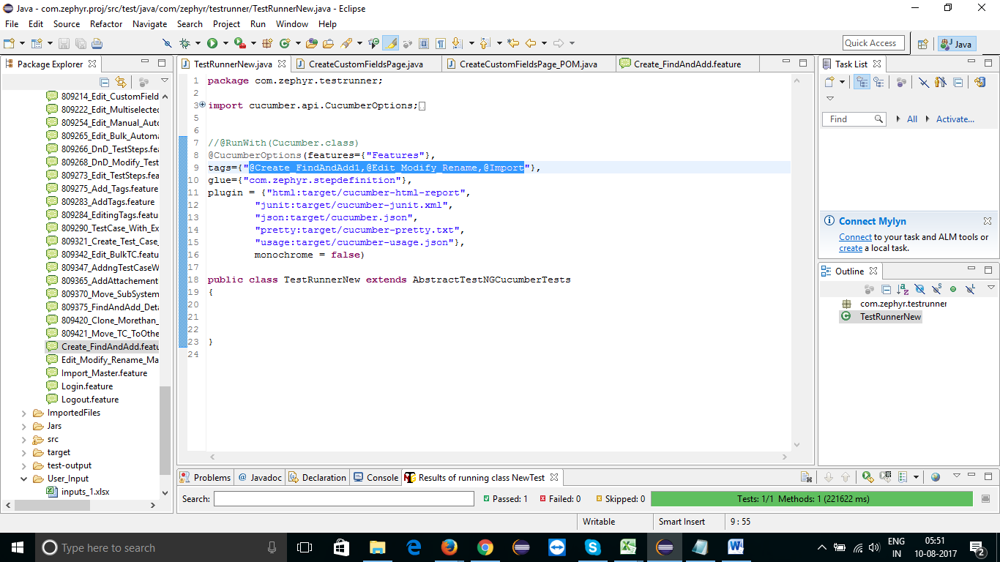 Java - com.zephyr.proj/src/test/java/com/zephyr/testrunner/TestRunnerNew.java - Eclipse
File Edit Source Refactor Navigate Search Project Run Window Help
Quick Access
Java
Package Explorer
809214_Edit_CustomField
809222_Edit_Multiselected
809254_Edit_Manual_Auto
809265_Edit_Bulk_Automa
809266_DnD_TestSteps.fea
809268_DnD_Modify_Test
809273_Edit_TestSteps.fea
809275_Add_Tags.feature
809283_AddTags.feature
809284_EditingTags.featu
809290_TestCase_With_Ex
809321_Create_Test_Case_
809342_Edit_BulkTC.featu
809347_AddngTestCaseW
809365_AddAttachement
809370_Move_SubSystem
809375_FindAndAdd_Deta
809420_Clone_Morethan_
809421_Move_TC_ToOthe
Create_FindAndAdd.featu
Edit_Modify_Rename_Ma
Import_Master.feature
Login.feature
Logout.feature
ImportedFiles
Jars
src
target
test-output
User_Input
inputs_1.xlsx
TestRunnerNew.java CreateCustomFieldsPage.java CreateCustomFieldsPage_POM.java Create_FindAndAdd.feature
1 package com.zephyr.testrunner;
2
3 import cucumber.api.CucumberOptions;
5
6
7 //@RunWith(Cucumber.class)
8 @CucumberOptions(features={"Features"},
9 tags={"@Create_FindAndAdd1,@Edit_Modify_Rename,@Import"},
10 glue={"com.zephyr.stepdefinition"},
11 plugin = {"html:target/cucumber-html-report",
12 "junit:target/cucumber-junit.xml",
13 "json:target/cucumber.json",
14 "pretty:target/cucumber-pretty.txt",
15 "usage:target/cucumber-usage.json"},
16 monochrome = false)
17
18 public class TestRunnerNew extends AbstractTestNGCucumberTests
19 {
20
21
22
23 }
24
Task List
Find All Activate...
Connect Mylyn
Connect to your task and ALM tools or
create a local task.
Outline
com.zephyr.testrunner
TestRunnerNew
Problems @ Javadoc Declaration Console Results of running class NewTest
Search: Passed: 1 Failed: 0 Skipped: 0 Tests: 1/1 Methods: 1 (221622 ms)
Writable Smart Insert 9 : 55
Type here to search
ENG
IN
05:51
10-08-2017
2